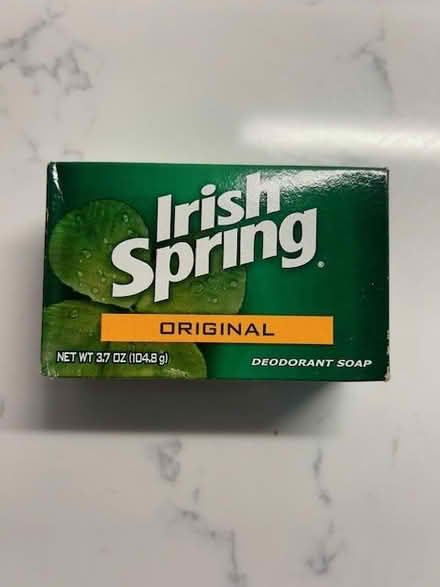 Irish
Spring®
ORIGINAL
NET WT 3.7 OZ (104.8 g)
DEODORANT SOAP